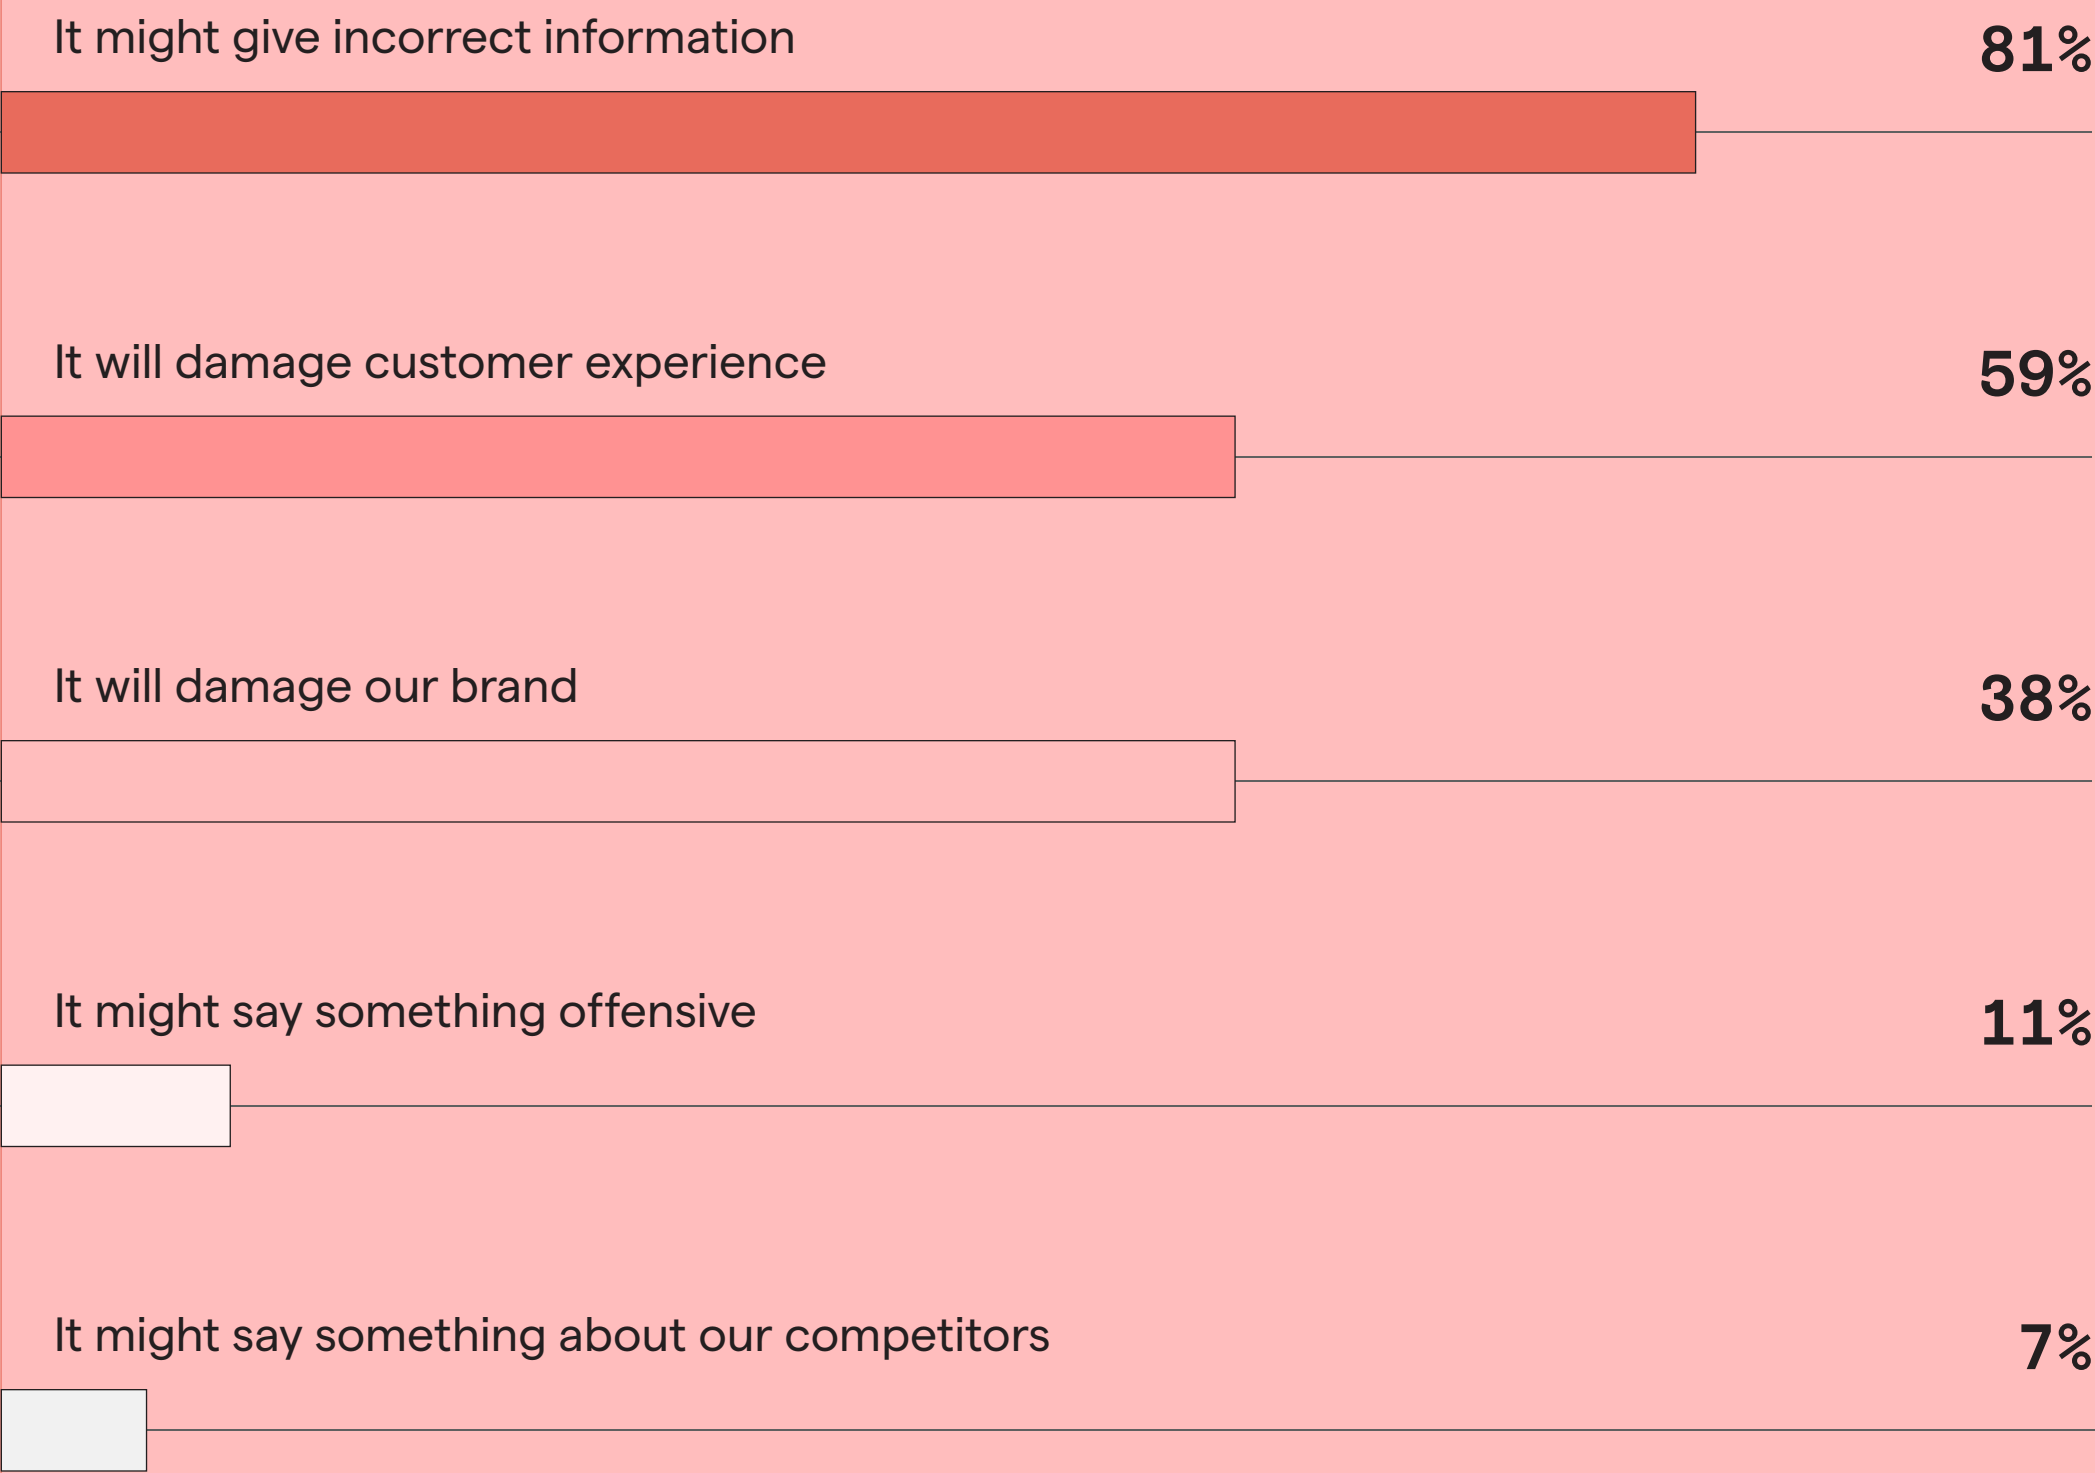 It might give incorrect information
81%
It will damage customer experience
59%
It will damage our brand
38%
It might say something offensive
11%
It might say something about our competitors
7%